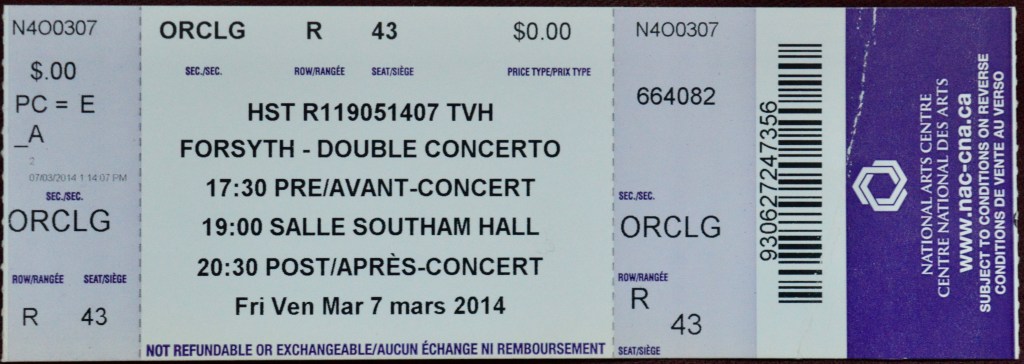 N4O0307
$.00
PC = E
_A
2
07/03/2014 1:14:07 PM
SEC./SEC.
ORCLG
ROW/RANGÉE SEAT/SIÈGE
R 43
ORCLG R 43 $0.00
SEC./SEC. ROW/RANGÉE SEAT/SIÈGE PRICE TYPE/PRIX TYPE
HST R119051407 TVH
FORSYTH - DOUBLE CONCERTO
17:30 PRE/AVANT-CONCERT
19:00 SALLE SOUTHAM HALL
20:30 POST/APRÈS-CONCERT
Fri Ven Mar 7 mars 2014
NOT REFUNDABLE OR EXCHANGEABLE/AUCUN ÉCHANGE NI REMBOURSEMENT
N4O0307
664082
SEC./SEC.
ORCLG
ROW/RANGÉE
R
43
SEAT/SIÈGE
930627247356
NATIONAL ARTS CENTRE
CENTRE NATIONAL DES ARTS
www.nac-cna.ca
SUBJECT TO CONDITIONS ON REVERSE
CONDITIONS DE VENTE AU VERSO